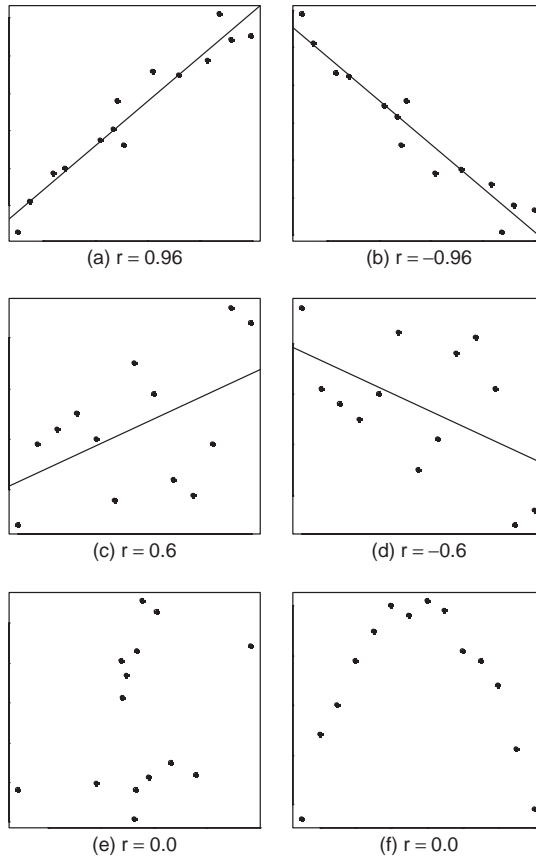 (a) r = 0.96
(b) r = −0.96
(c) r = 0.6
(d) r = −0.6
(e) r = 0.0
(f) r = 0.0